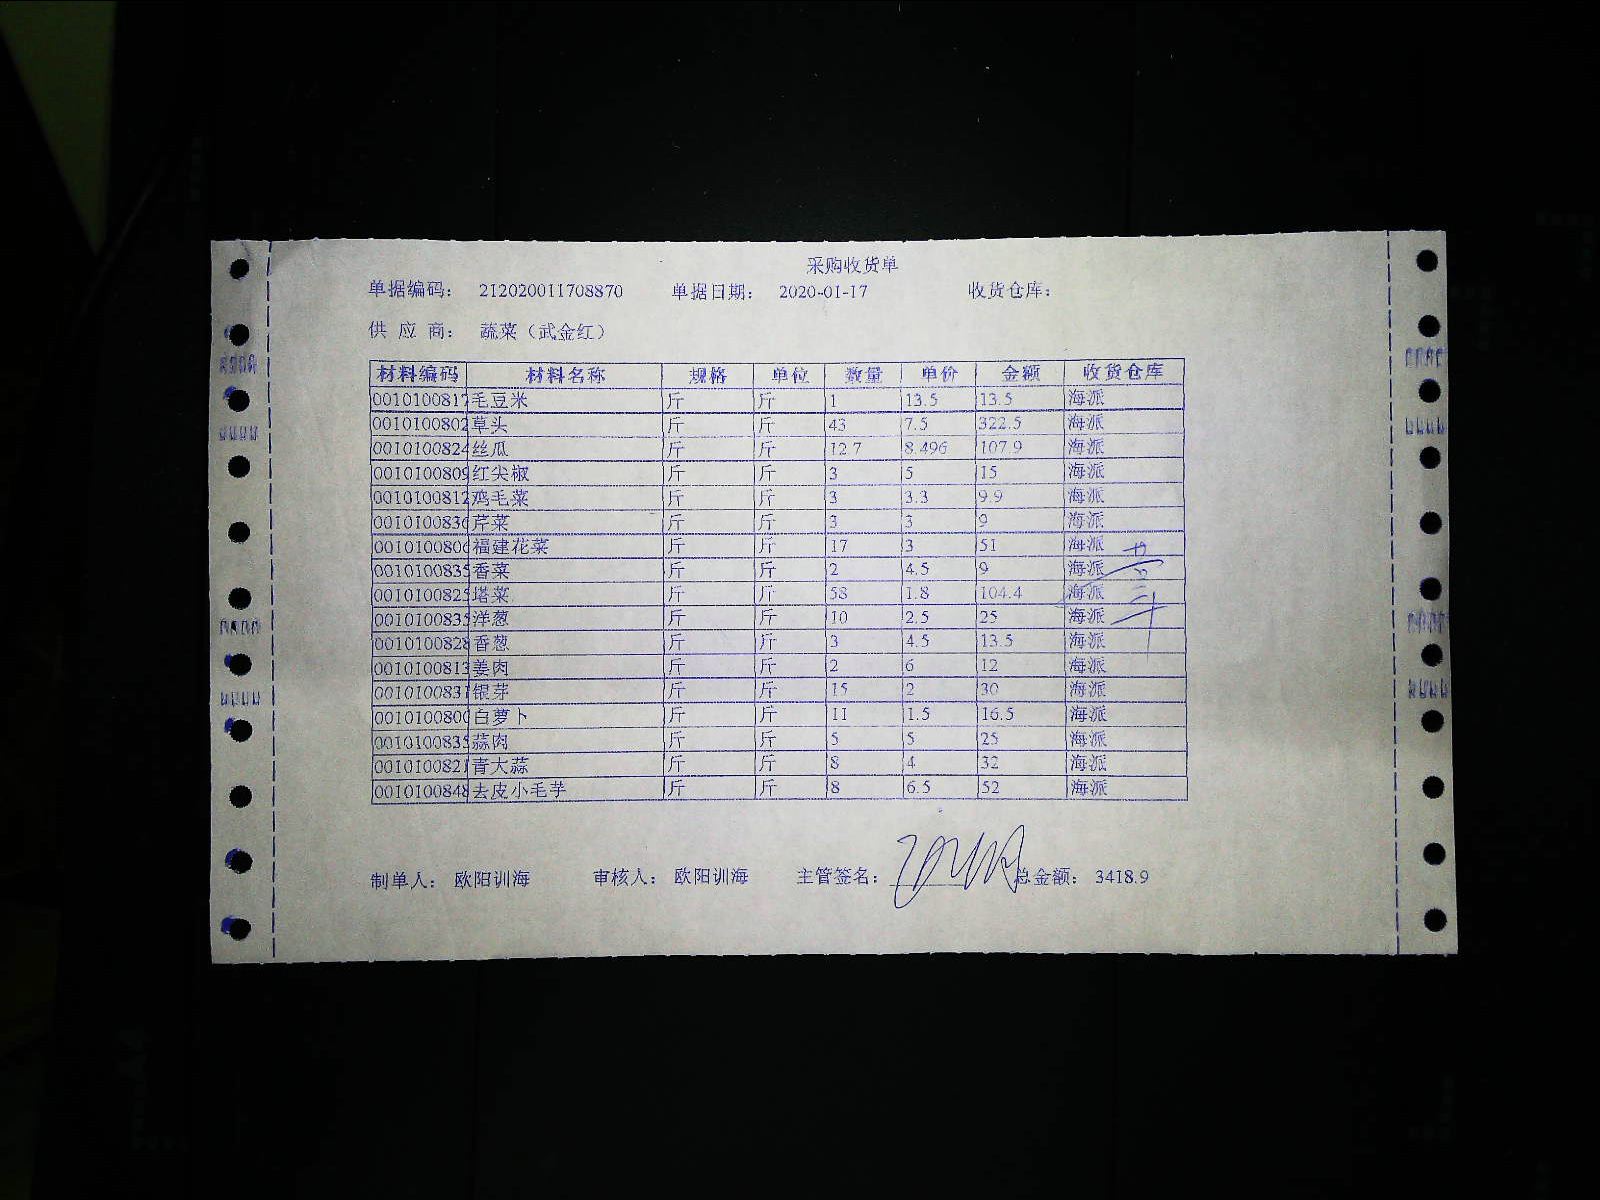 采购收货单
单据编码： 212020011708870 单据日期： 2020-01-17 收货仓库：
供 应 商： 蔬菜（武金红）
材料编码 材料名称 规格 单位 数量 单价 金额 收货仓库
0010100817 毛豆米 斤 斤 1 13.5 13.5 海派
0010100802 草头 斤 斤 43 7.5 322.5 海派
0010100824 丝瓜 斤 斤 12.7 8.496 107.9 海派
0010100809 红尖椒 斤 斤 3 5 15 海派
0010100812 鸡毛菜 斤 斤 3 3.3 9.9 海派
0010100836 芹菜 斤 斤 3 3 9 海派
0010100806 福建花菜 斤 斤 17 3 51 海派
0010100835 香菜 斤 斤 2 4.5 9 海派
0010100825 塔菜 斤 斤 58 1.8 104.4 海派
0010100835 洋葱 斤 斤 10 2.5 25 海派
0010100828 香葱 斤 斤 3 4.5 13.5 海派
0010100813 姜肉 斤 斤 2 6 12 海派
0010100831 银芽 斤 斤 15 2 30 海派
0010100800 白萝卜 斤 斤 11 1.5 16.5 海派
0010100835 蒜肉 斤 斤 5 5 25 海派
0010100821 青大蒜 斤 斤 8 4 32 海派
0010100848 去皮小毛芋 斤 斤 8 6.5 52 海派
制单人： 欧阳训海 审核人： 欧阳训海 主管签名： 总金额： 3418.9